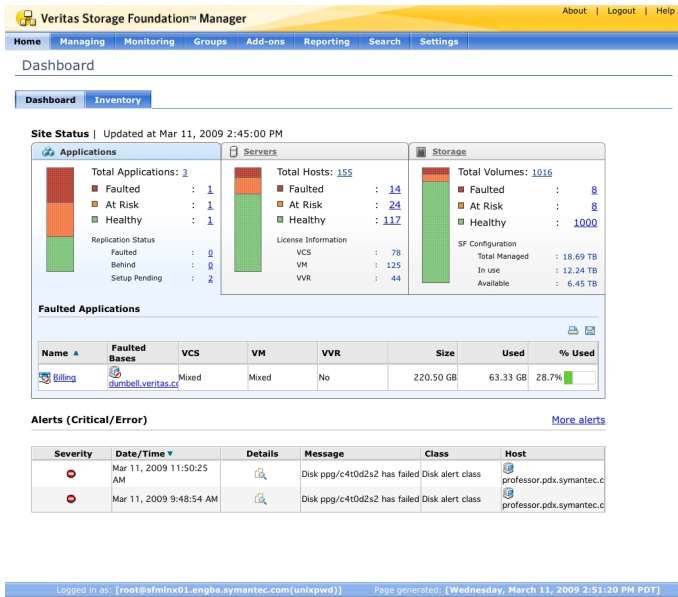 Veritas Storage Foundation™ Manager
About | Logout | Help
Home Managing Monitoring Groups Add-ons Reporting Search Settings
Dashboard
Dashboard Inventory
Site Status | Updated at Mar 11, 2009 2:45:00 PM
Applications
Total Applications: 3
Faulted : 1
At Risk : 1
Healthy : 1
Replication Status
Faulted : 0
Behind : 0
Setup Pending : 2
Servers
Total Hosts: 155
Faulted : 14
At Risk : 24
Healthy : 117
License Information
VCS : 78
VM : 125
VVR : 44
Storage
Total Volumes: 1016
Faulted : 8
At Risk : 8
Healthy : 1000
SF Configuration
Total Managed : 18.69 TB
In use : 12.24 TB
Available : 6.45 TB
Faulted Applications
Name Faulted Bases VCS VM VVR Size Used % Used
Billing dumbell.veritas.co Mixed Mixed No 220.50 GB 63.33 GB 28.7%
Alerts (Critical/Error)
More alerts
Severity Date/Time Details Message Class Host
Mar 11, 2009 11:50:25 AM Disk ppg/c4t0d2s2 has failed Disk alert class professor.pdx.symantec.c
Mar 11, 2009 9:48:54 AM Disk ppg/c4t0d2s2 has failed Disk alert class professor.pdx.symantec.c
Logged in as: [root@sfmlnx01.engba.symantec.com(unixpwd)] Page generated: [Wednesday, March 11, 2009 2:51:20 PM PDT]